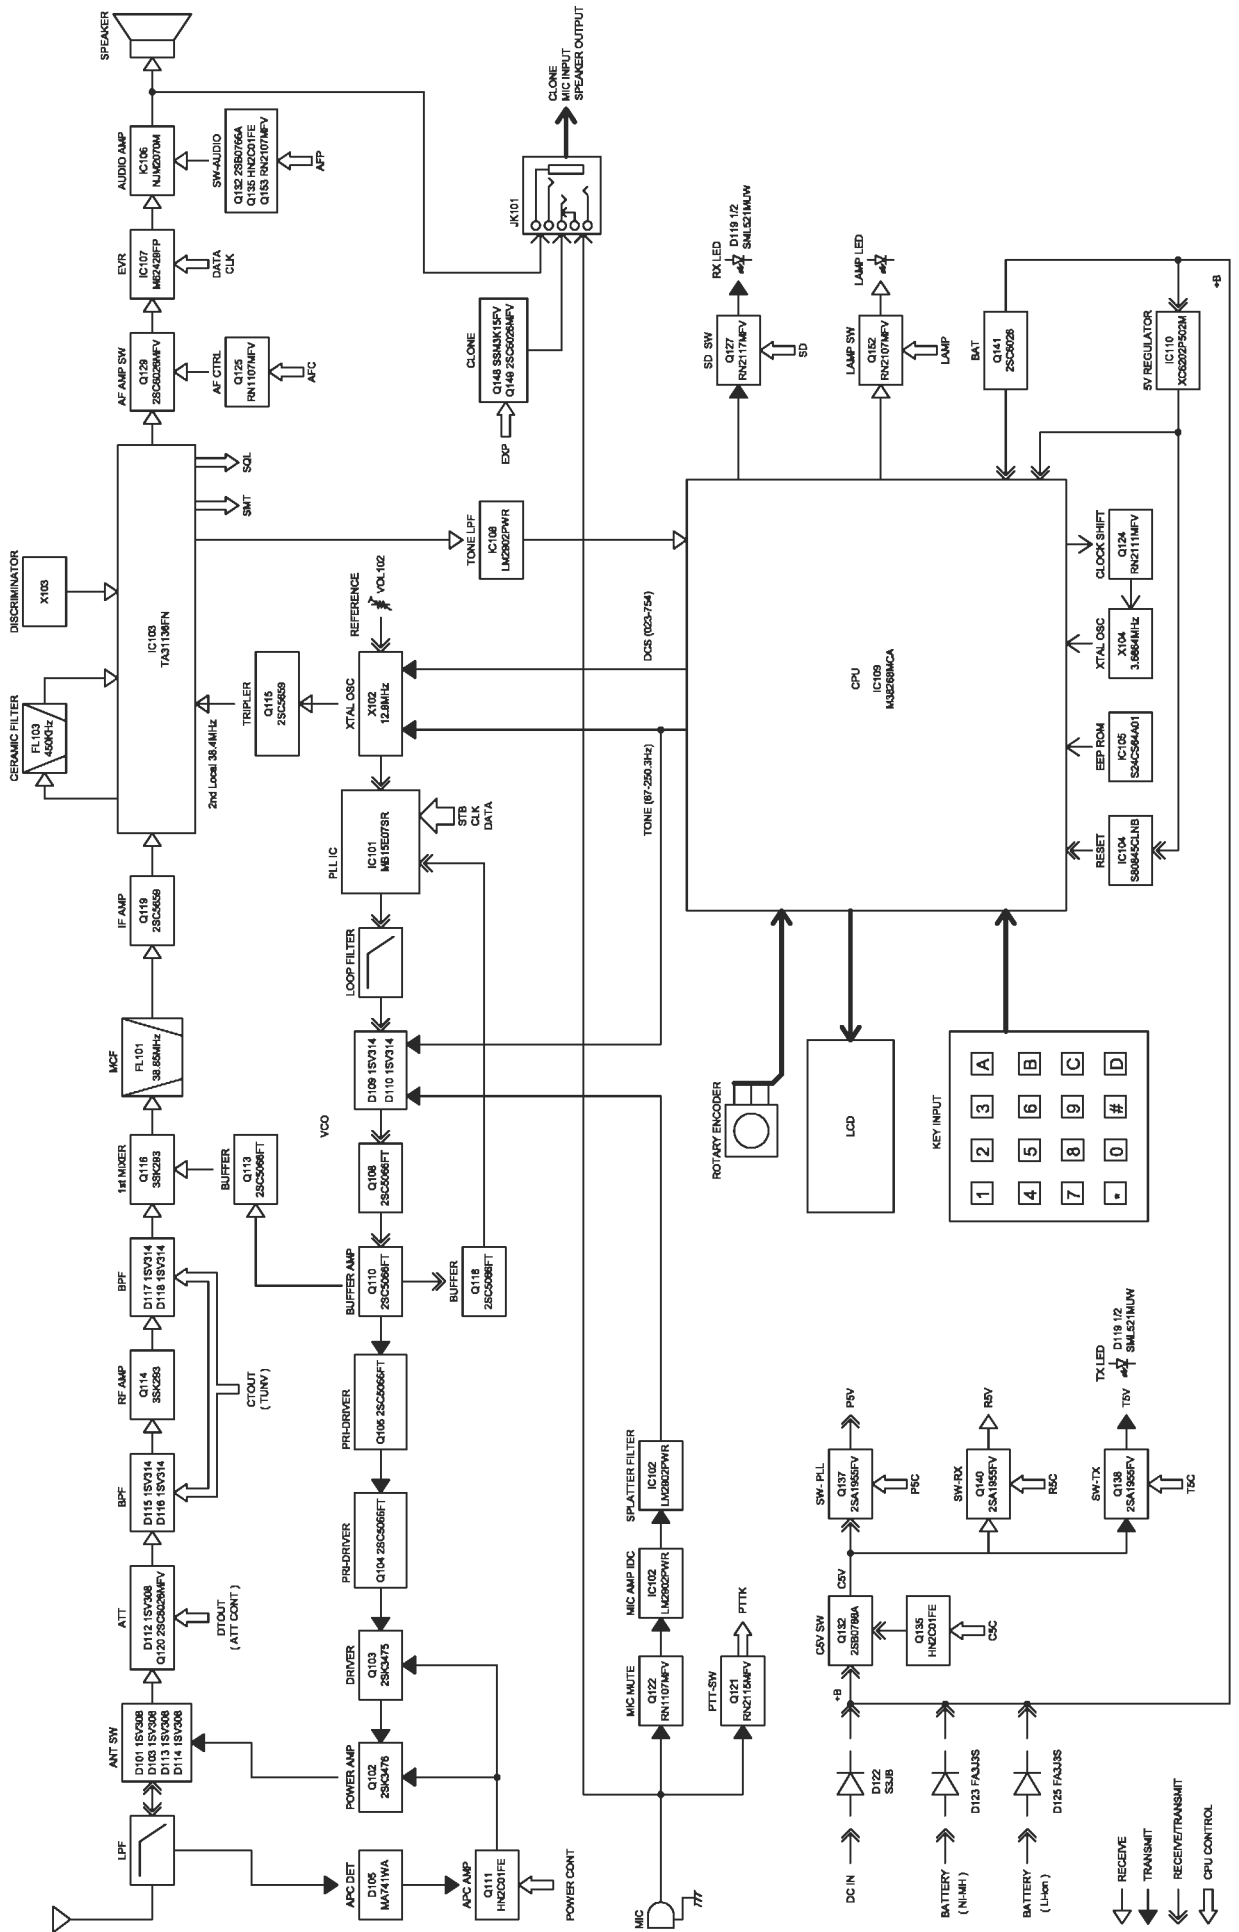 SPEAKER
AUDIO AMP
IC106
NJM2070M
SW-AUDIO
Q132 2SB0766A
Q135 HN2C01FE
Q153 RN2107MFV
AFP
EVR
IC107
M62429FP
DATA
CLK
AF AMP SW
Q129
2SC6026MFV
AF CTRL
Q125
RN1107MFV
AFC
DISCRIMINATOR
X103
CERAMIC FILTER
FL103
450KHz
IC103
TA31136FN
SQL
SMT
2nd Local 38.4MHz
IF AMP
Q119
2SC5659
MCF
FL101
38.85MHz
1st MIXER
Q116
3SK293
BUFFER
Q113
2SC5066FT
BPF
D117 1SV314
D118 1SV314
RF AMP
Q114
3SK293
CTOUT
( TUNV )
BPF
D115 1SV314
D116 1SV314
ATT
D112 1SV308
Q120 2SC6026MFV
DTOUT
( ATT CONT )
ANT SW
D101 1SV308
D103 1SV308
D113 1SV308
D114 1SV308
LPF
CLONE
MIC INPUT
SPEAKER OUTPUT
JK101
CLONE
Q148 SSM3K15FV
Q149 2SC6026MFV
EXP
TONE LPF
IC108
LM2902PWR
REFERENCE
VOL102
TRIPLER
Q115
2SC5659
XTAL OSC
X102
12.8MHz
PLL IC
IC101
MB15E07SR
STB
CLK
DATA
LOOP FILTER
VCO
D109 1SV314
D110 1SV314
Q108
2SC5066FT
BUFFER AMP
Q110
2SC5066FT
BUFFER
Q118
2SC5066FT
PRI-DRIVER
Q105 2SC5066FT
PRI-DRIVER
Q104 2SC5066FT
DRIVER
Q103
2SK3475
POWER AMP
Q102
2SK3476
APC DET
D105
MA741WA
APC AMP
Q111
HN2C01FE
POWER CONT
DCS (023-754)
TONE (67-250.3Hz)
RX LED
D119 1/2
SML521MUW
SD SW
Q127
RN2117MFV
SD
LAMP LED
LAMP SW
Q152
RN2107MFV
LAMP
BAT
Q141
2SC6026
5V REGULATOR
IC110
XC6202P502M
+B
CPU
IC109
M38268MCA
CLOCK SHIFT
Q124
RN2111MFV
XTAL OSC
X104
3.6864MHz
EEP ROM
IC105
S24CS64A01
RESET
IC104
S80845CLNB
ROTARY ENCODER
LCD
KEY INPUT
1 2 3 A
4 5 6 B
7 8 9 C
* 0 # D
SPLATTER FILTER
IC102
LM2902PWR
MIC AMP IDC
IC102
LM2902PWR
MIC MUTE
Q122
RN1107MFV
PTTK
PTT-SW
Q121
RN2115MFV
MIC
SW- PLL
Q137
2SA1955FV
P5V
P5C
SW-RX
Q140
2SA1955FV
R5V
R5C
TX LED
D119 1/2
SML521MUW
SW-TX
Q138
2SA1955FV
T5V
T5C
C5V
C5V SW
Q132
2SB0766A
Q135
HN2C01FE
C5C
+B
D122
S3JB
DC IN
D123 FA3J3S
BATTERY
( Ni-MH )
D125 FA3J3S
BATTERY
( Li-Ion )
RECEIVE
TRANSMIT
RECEIVE/TRANSMIT
CPU CONTROL